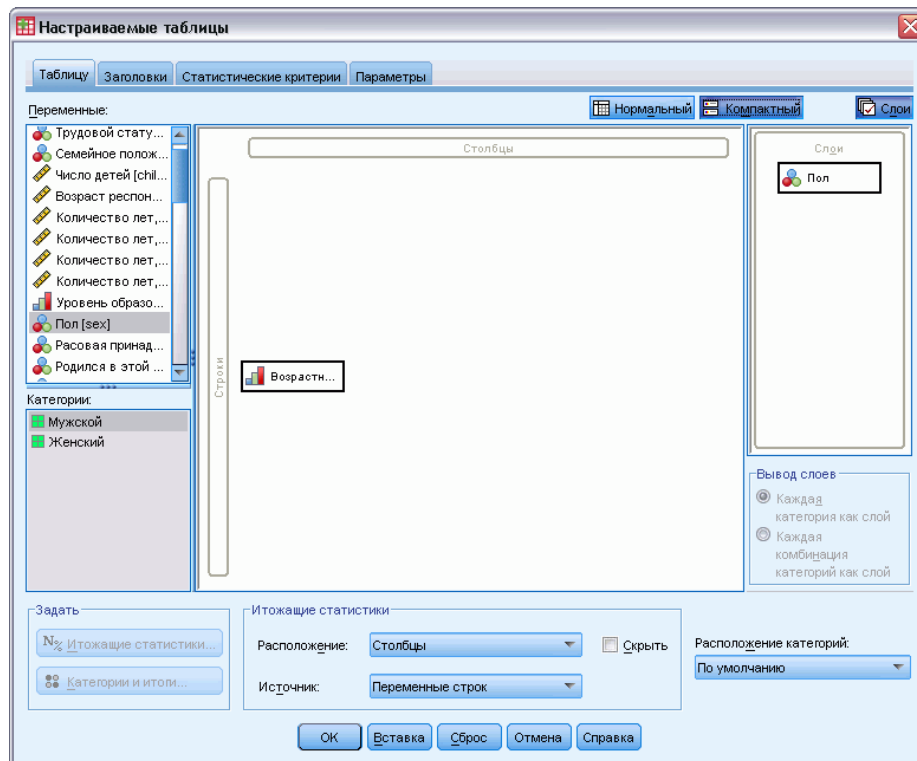 Настраиваемые таблицы
Таблицу Заголовки Статистические критерии Параметры
Переменные:
Нормальный Компактный Слои
Трудовой стату...
Семейное полож...
Число детей [chil...
Возраст респон...
Количество лет,...
Количество лет,...
Количество лет,...
Количество лет,...
Уровень образо...
Пол [sex]
Расовая принад...
Родился в этой ...
Столбцы
Строки
Возрастн...
Слои
Пол
Категории:
Мужской
Женский
Вывод слоев
Каждая
категория как слой
Каждая
комбинация
категорий как слой
Задать
N% Итожащие статистики...
Категории и итоги...
Итожащие статистики
Расположение: Столбцы Скрыть
Источник: Переменные строк
Расположение категорий:
По умолчанию
ОК Вставка Сброс Отмена Справка